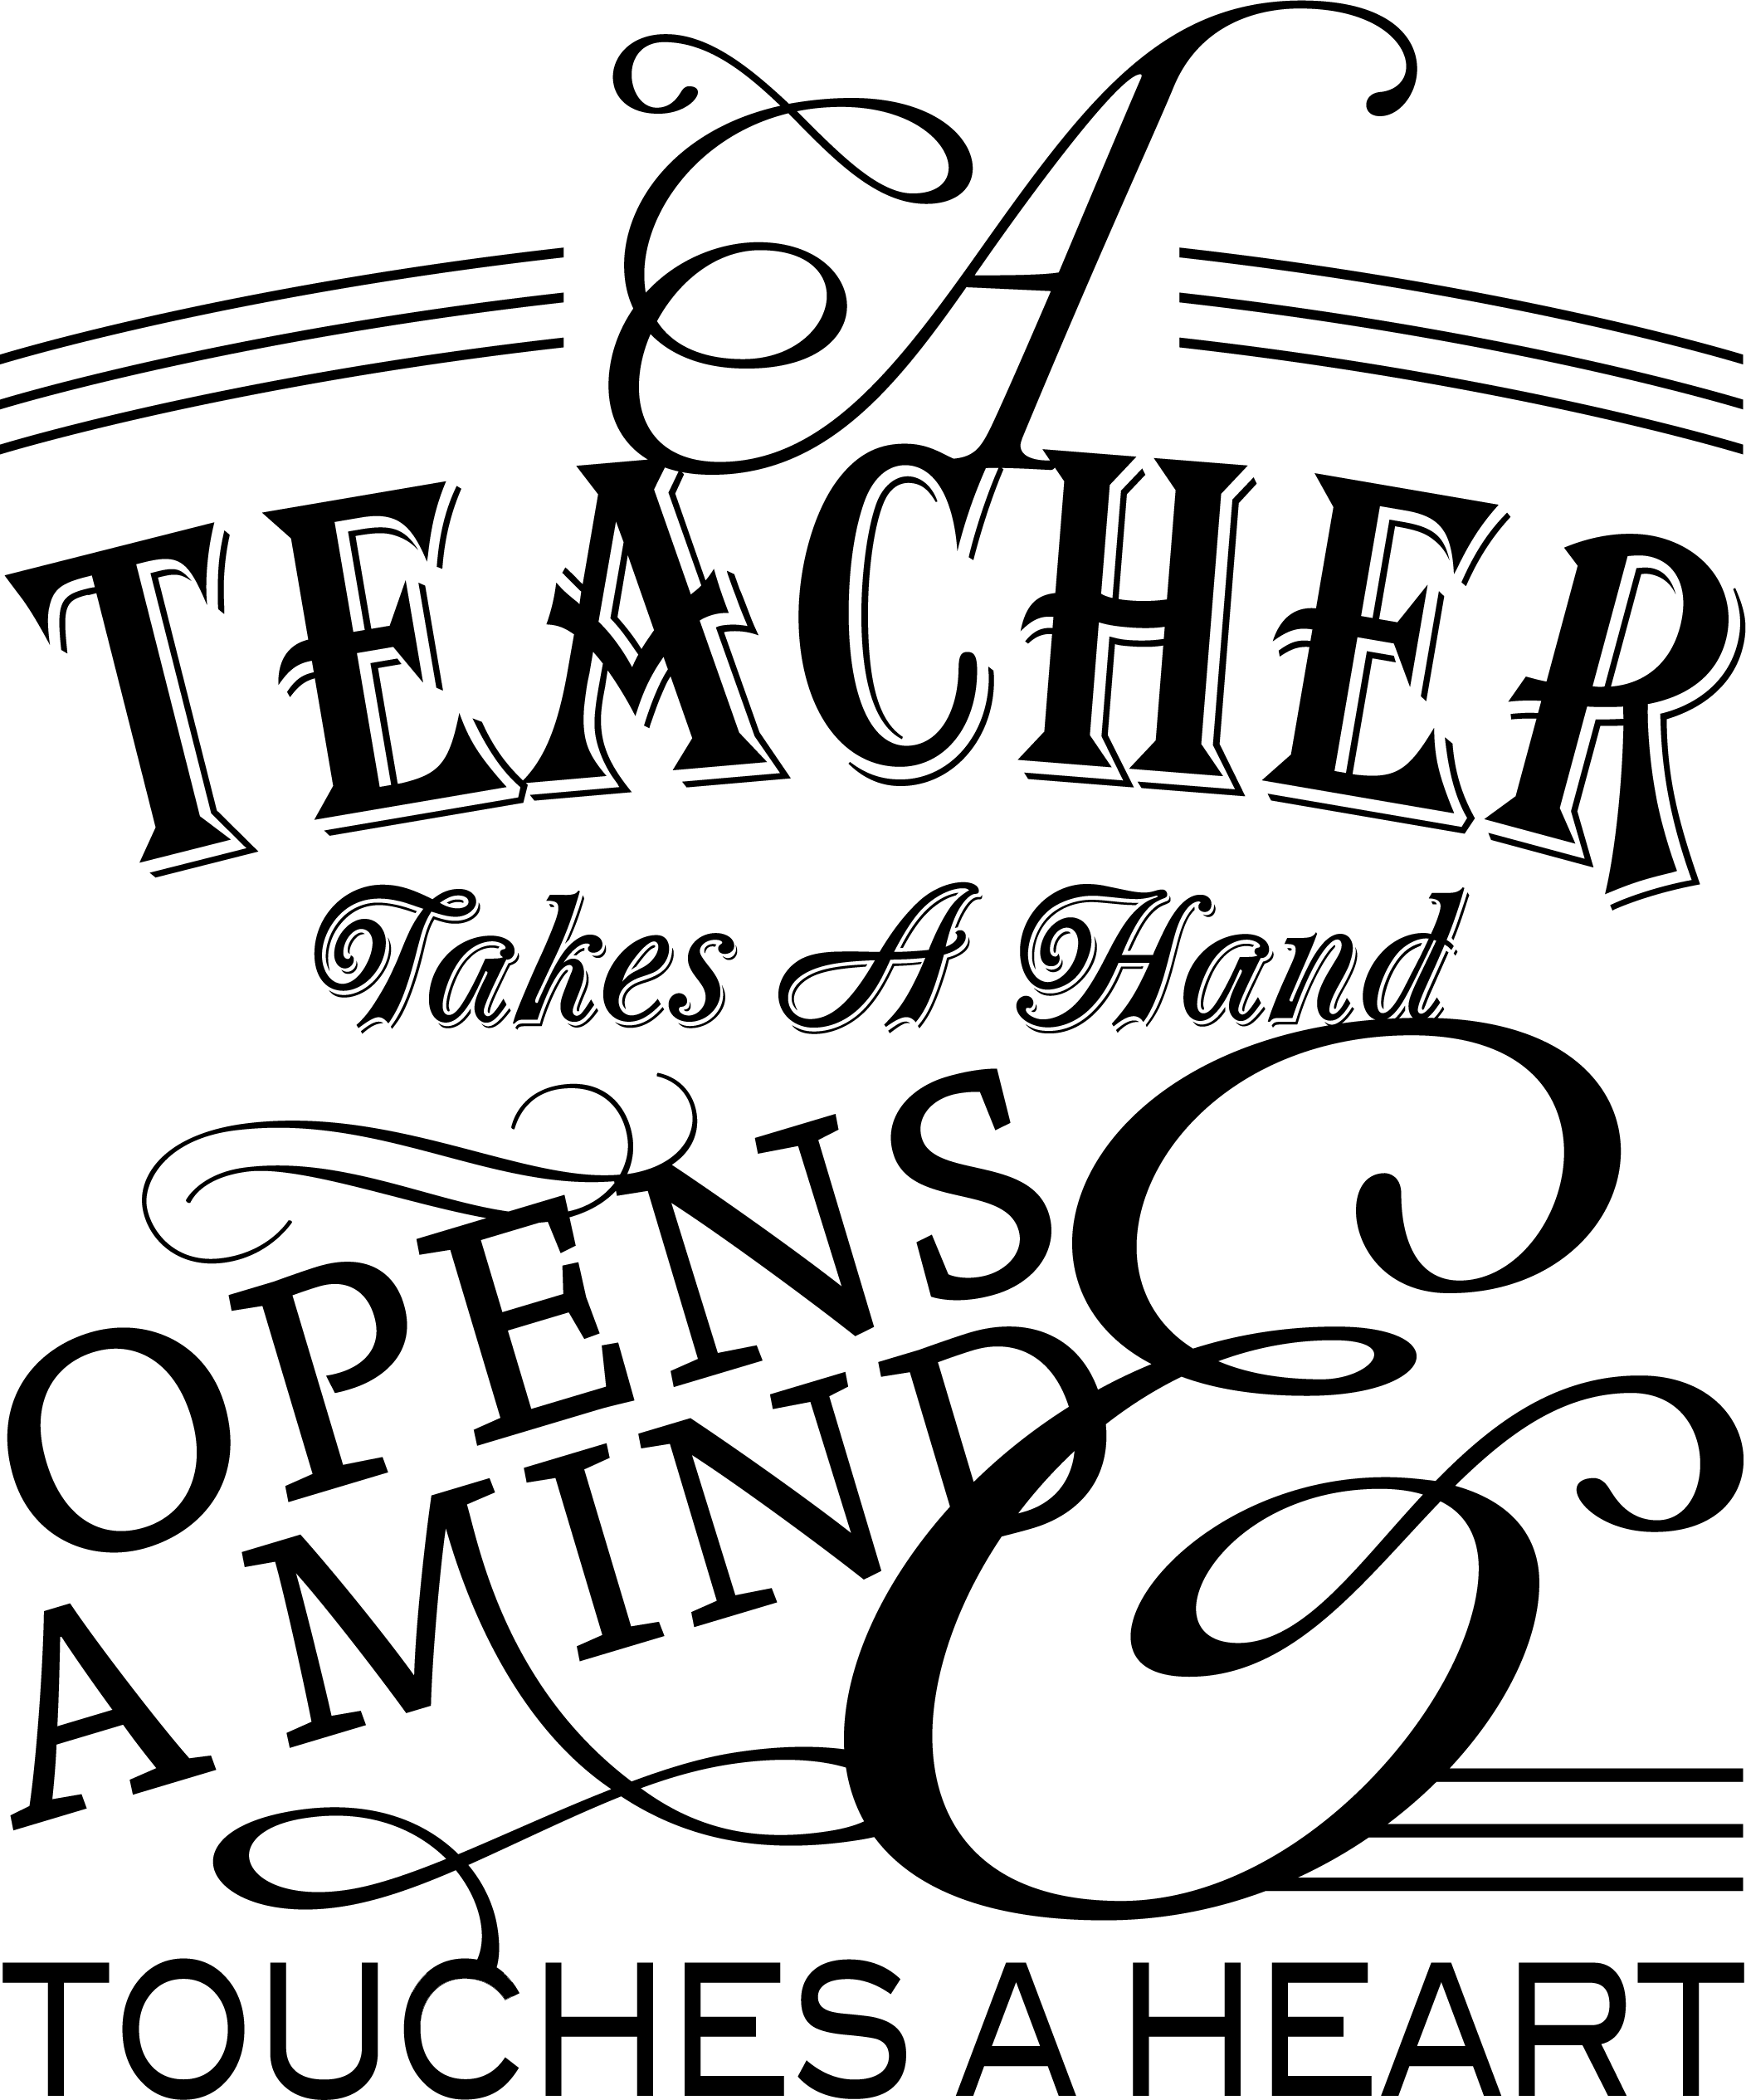 A
TEACHER
Takes A Hand
OPENS
A MIND
&
TOUCHES A HEART